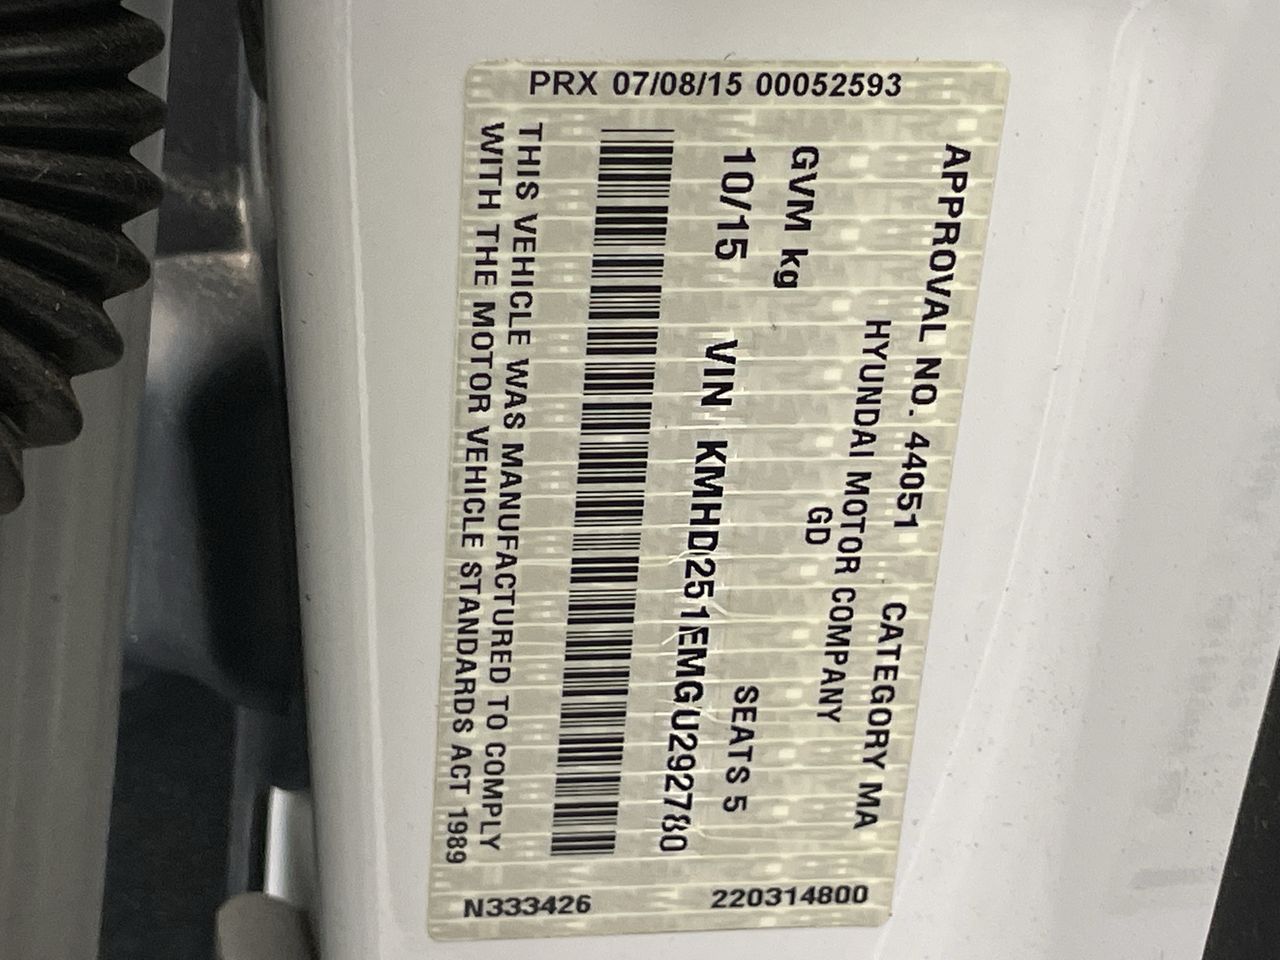 PRX 07/08/15 00052593
APPROVAL NO. 44051 CATEGORY MA
HYUNDAI MOTOR COMPANY
GD
GVM kg
SEATS 5
10/15 VIN KMHD251EMGU292780
THIS VEHICLE WAS MANUFACTURED TO COMPLY
WITH THE MOTOR VEHICLE STANDARDS ACT 1989
N333426
220314800